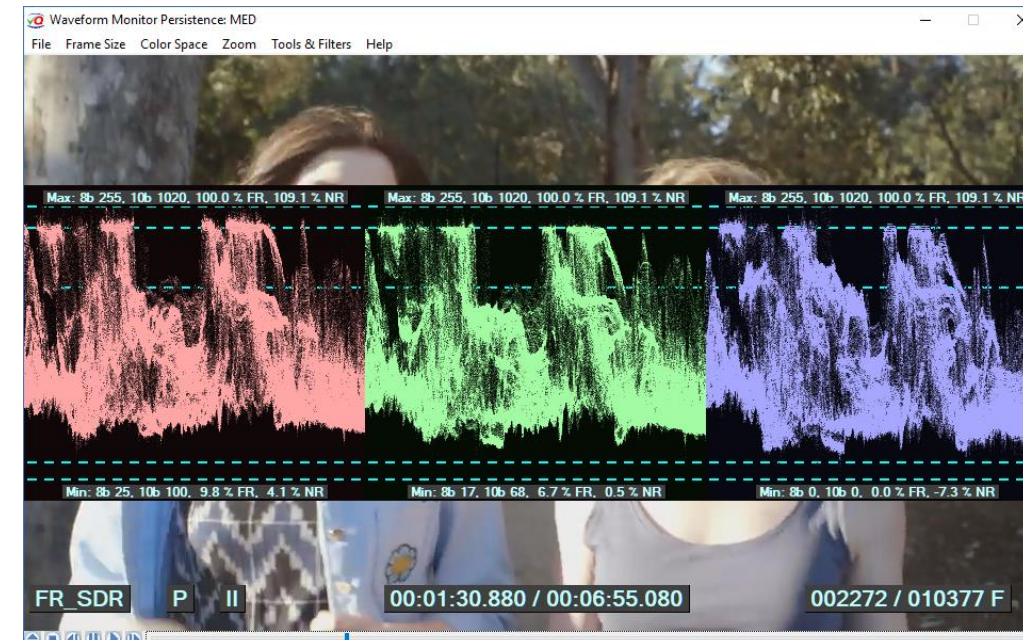 Waveform Monitor Persistence: MED
File Frame Size Color Space Zoom Tools & Filters Help
Max: 8b 255, 10b 1020, 100.0 % FR, 109.1 % NR
Max: 8b 255, 10b 1020, 100.0 % FR, 109.1 % NR
Max: 8b 255, 10b 1020, 100.0 % FR, 109.1 % NR
Min: 8b 25, 10b 100, 9.8 % FR, 4.1 % NR
Min: 8b 17, 10b 68, 6.7 % FR, 0.5 % NR
Min: 8b 0, 10b 0, 0.0 % FR, -7.3 % NR
FR_SDR P II 00:01:30.880 / 00:06:55.080 002272 / 010377 F